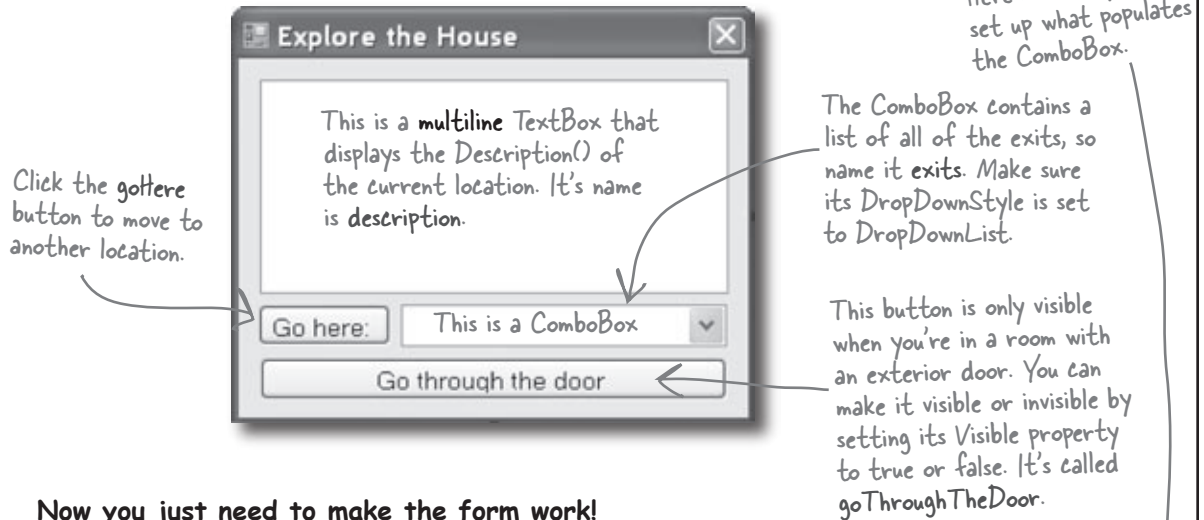 set up what populates
the ComboBox.
Explore the House
This is a multiline TextBox that
displays the Description() of
the current location. It's name
is description.
Click the goHere
button to move to
another location.
The ComboBox contains a
list of all of the exits, so
name it exits. Make sure
its DropDownStyle is set
to DropDownList.
Go here:
This is a ComboBox
Go through the door
This button is only visible
when you're in a room with
an exterior door. You can
make it visible or invisible by
setting its Visible property
to true or false. It's called
goThroughTheDoor.
Now you just need to make the form work!